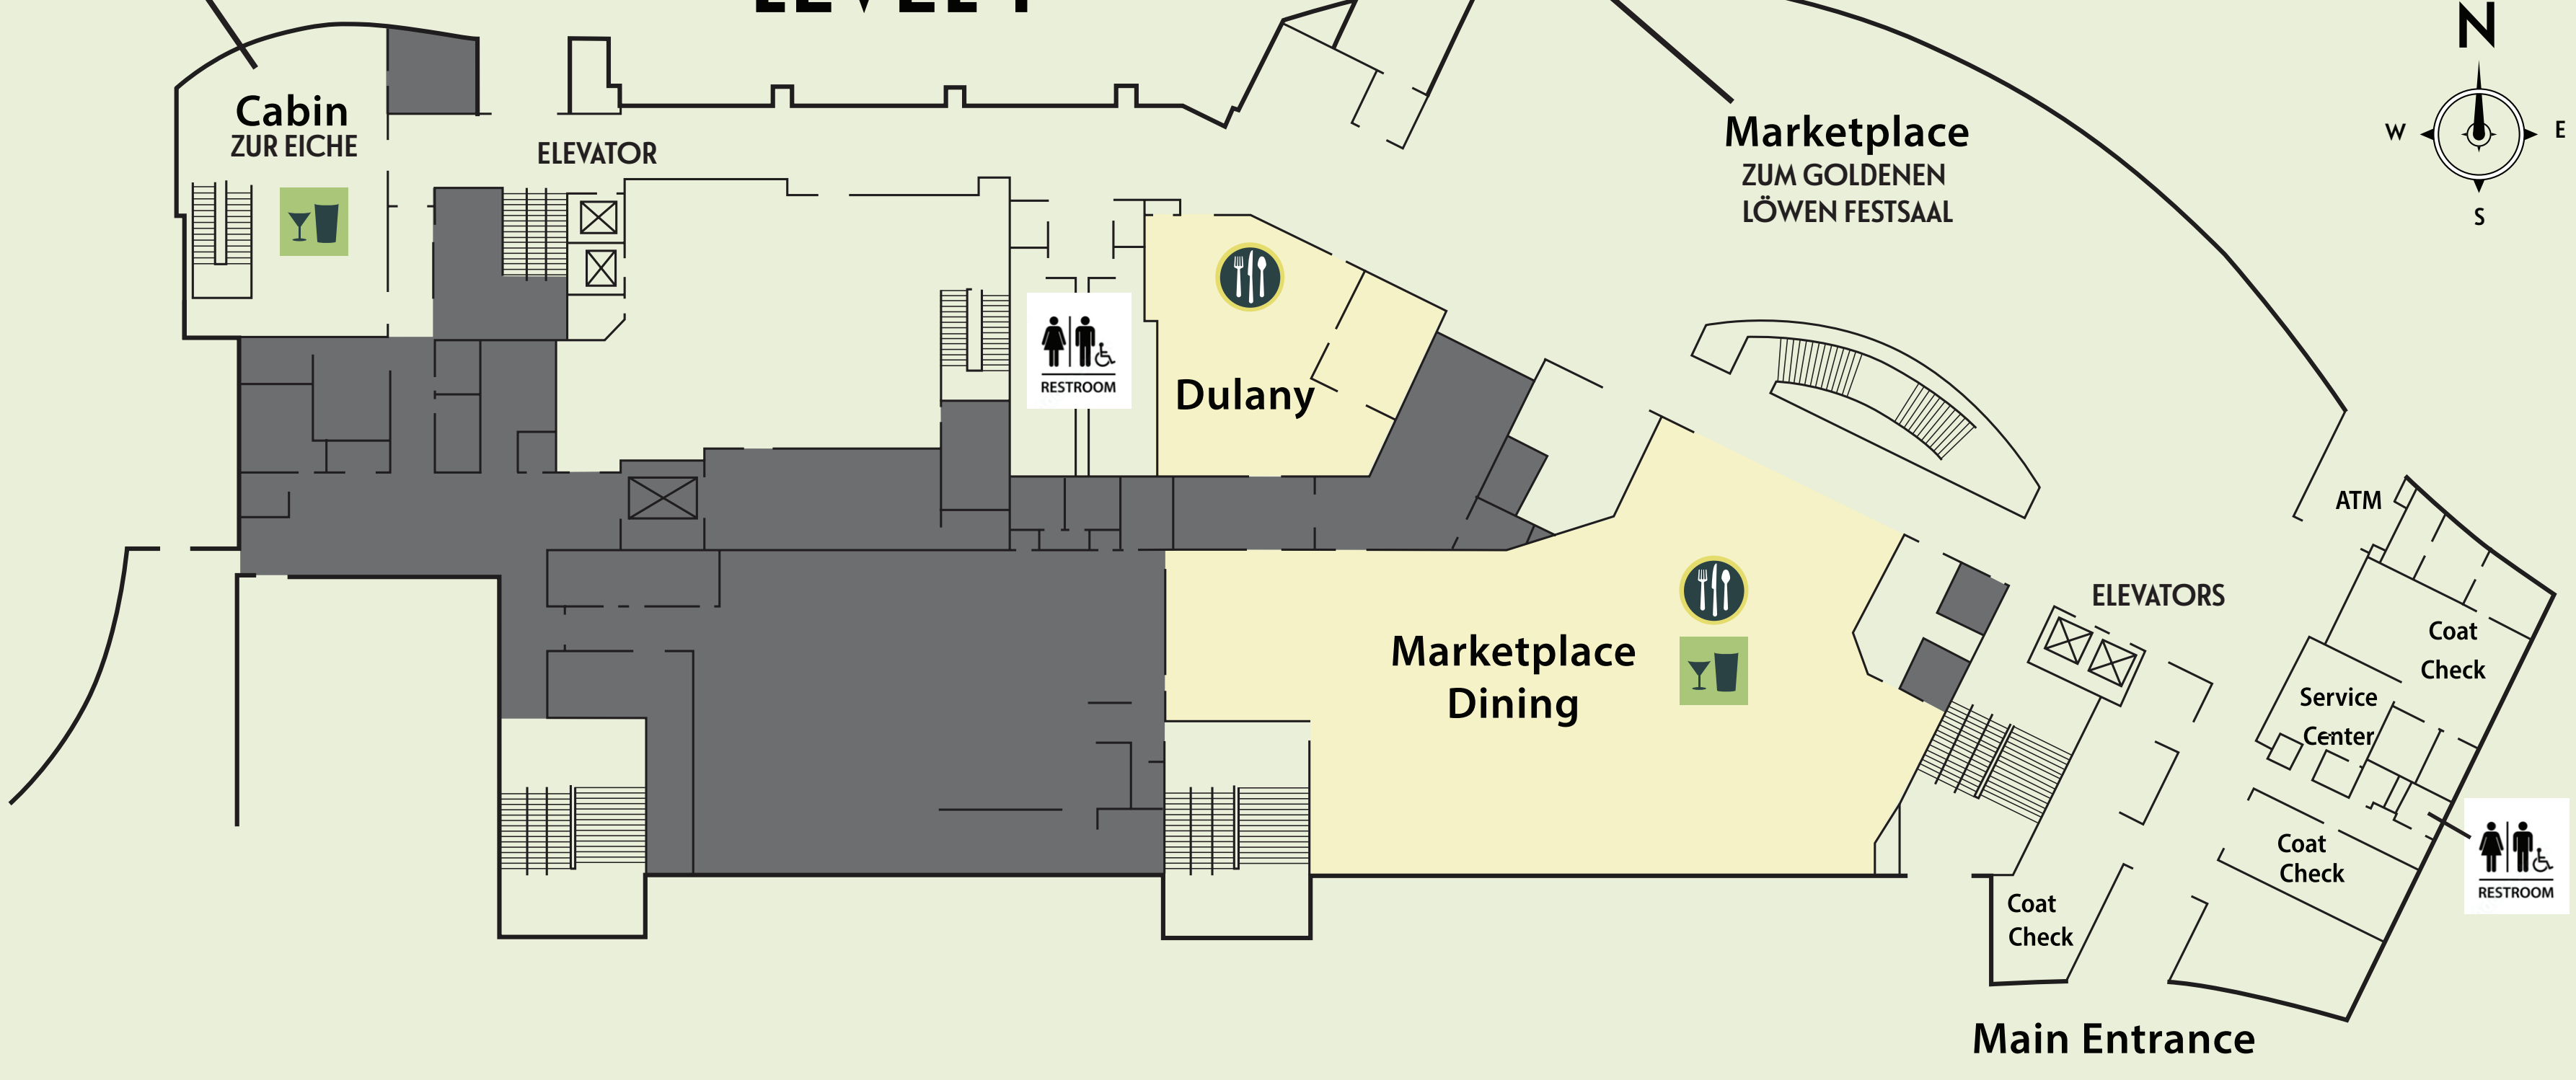 N
W
E
S
Cabin
ZUR EICHE
ELEVATOR
Marketplace
ZUM GOLDENEN
LÖWEN FESTSAAL
RESTROOM
Dulany
Marketplace
Dining
ATM
ELEVATORS
Coat
Check
Service
Center
Coat
Check
RESTROOM
Coat
Check
Main Entrance